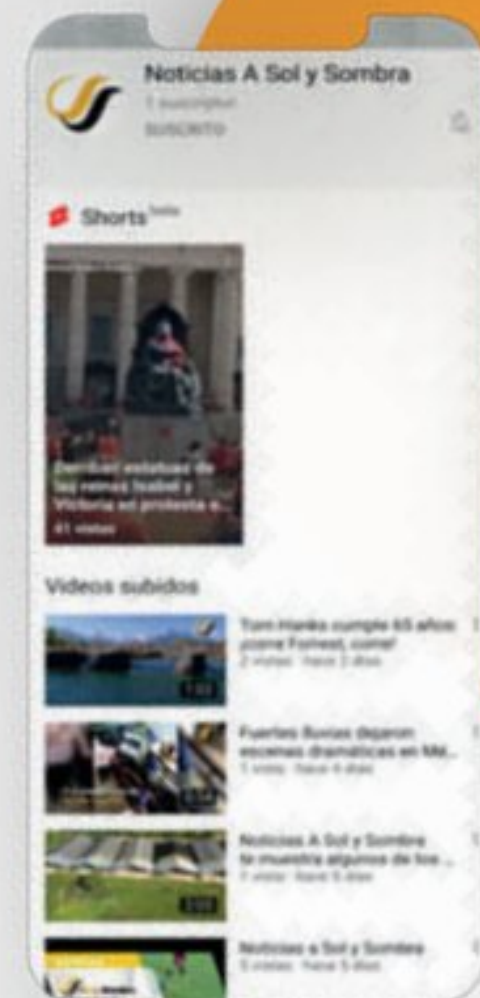 Noticias A Sol y Sombra
1 suscriptor
SUSCRITO
Shorts beta
Derriban estatuas de
las reinas Isabel y
Victoria en protesta e...
41 vistas
Videos subidos
Tom Hanks cumple 65 años:
¡corre Forrest, corre!
2 vistas · hace 2 días
Fuertes lluvias dejaron
escenas dramáticas en Mé...
1 vista · hace 4 días
Noticias A Sol y Sombra
te muestra algunos de los ...
hace 5 días
Noticias a Sol y Sombra
5 vistas · hace 5 días